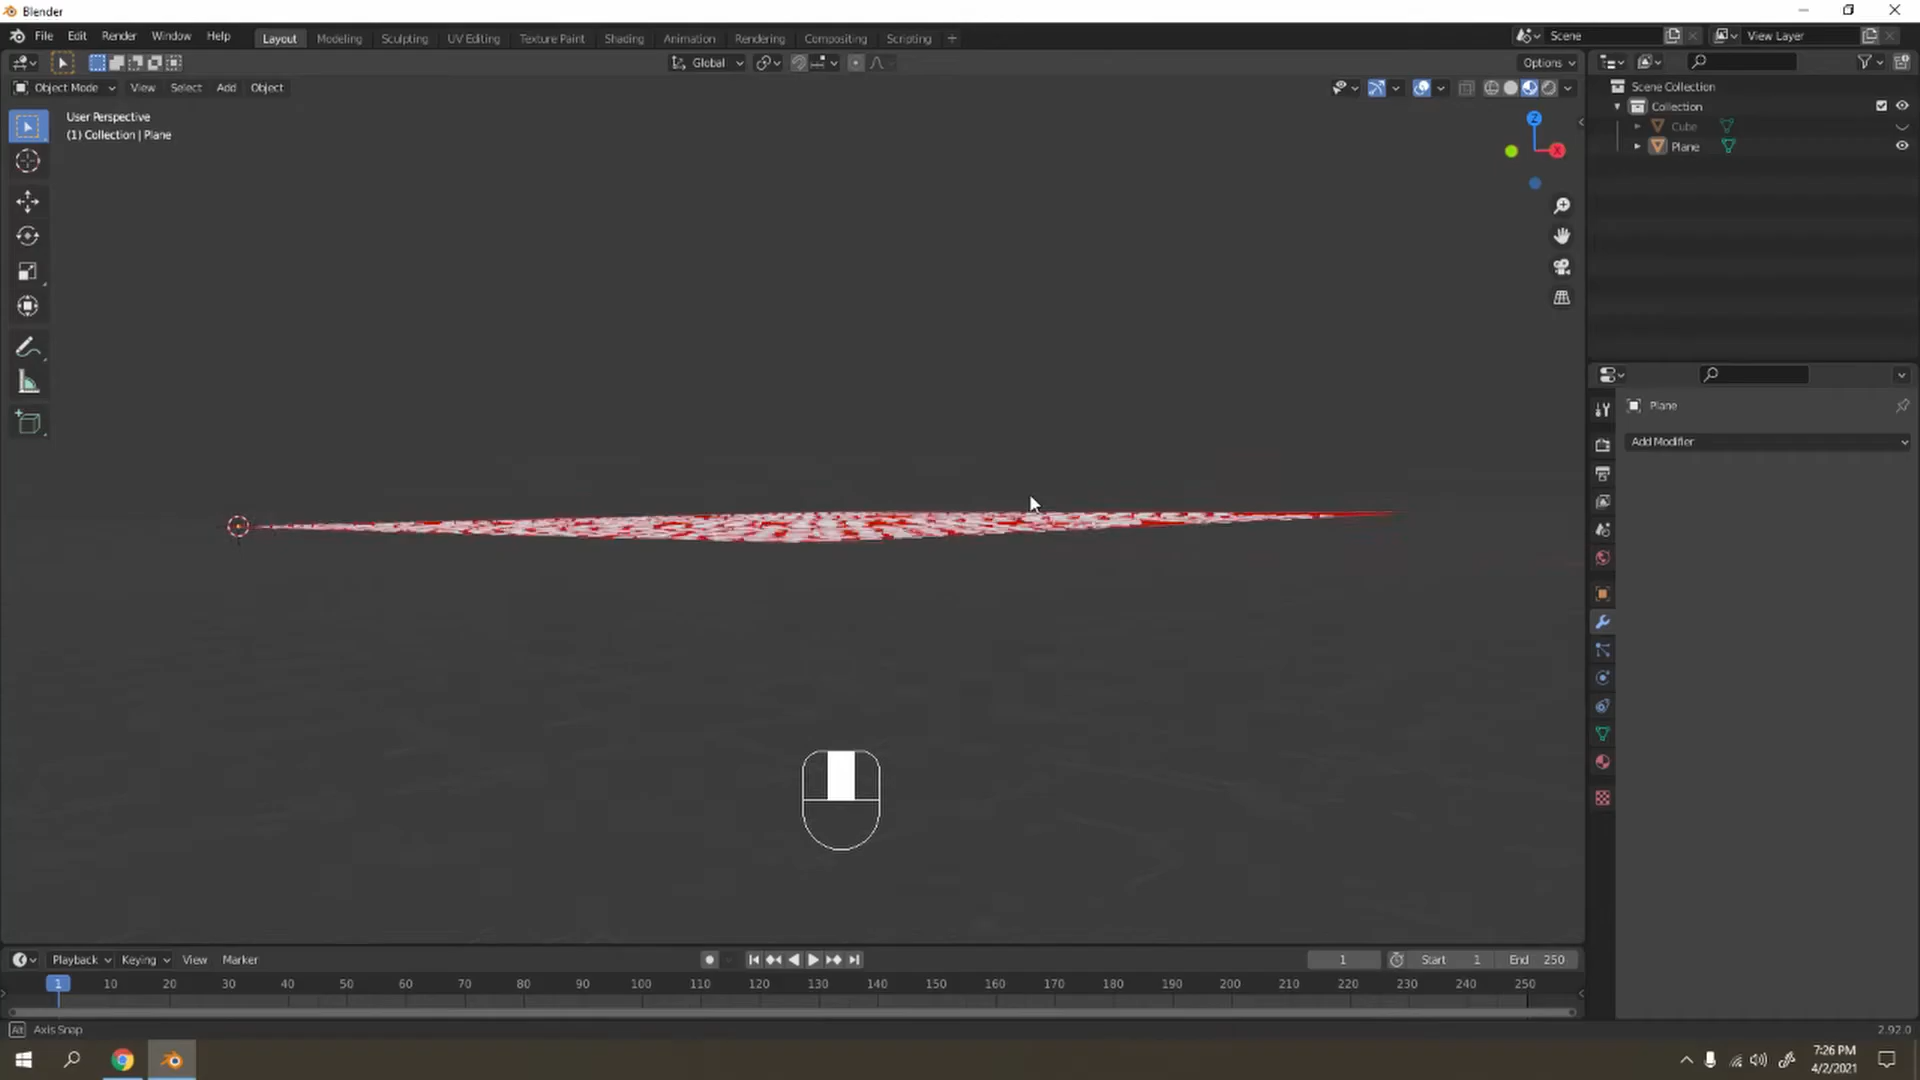 Blender
File Edit Render Window Help Layout Modeling Sculpting UV Editing Texture Paint Shading Animation Rendering Compositing Scripting + Scene View Layer
Global Options
Object Mode View Select Add Object
User Perspective
(1) Collection | Plane
Z
X
Scene Collection
Collection
Cube
Plane
Plane
Add Modifier
Playback Keying View Marker 1 Start 1 End 250
1 10 20 30 40 50 60 70 80 90 100 110 120 130 140 150 160 170 180 190 200 210 220 230 240 250
Alt Axis Snap 2.92.0
7:26 PM
4/2/2021